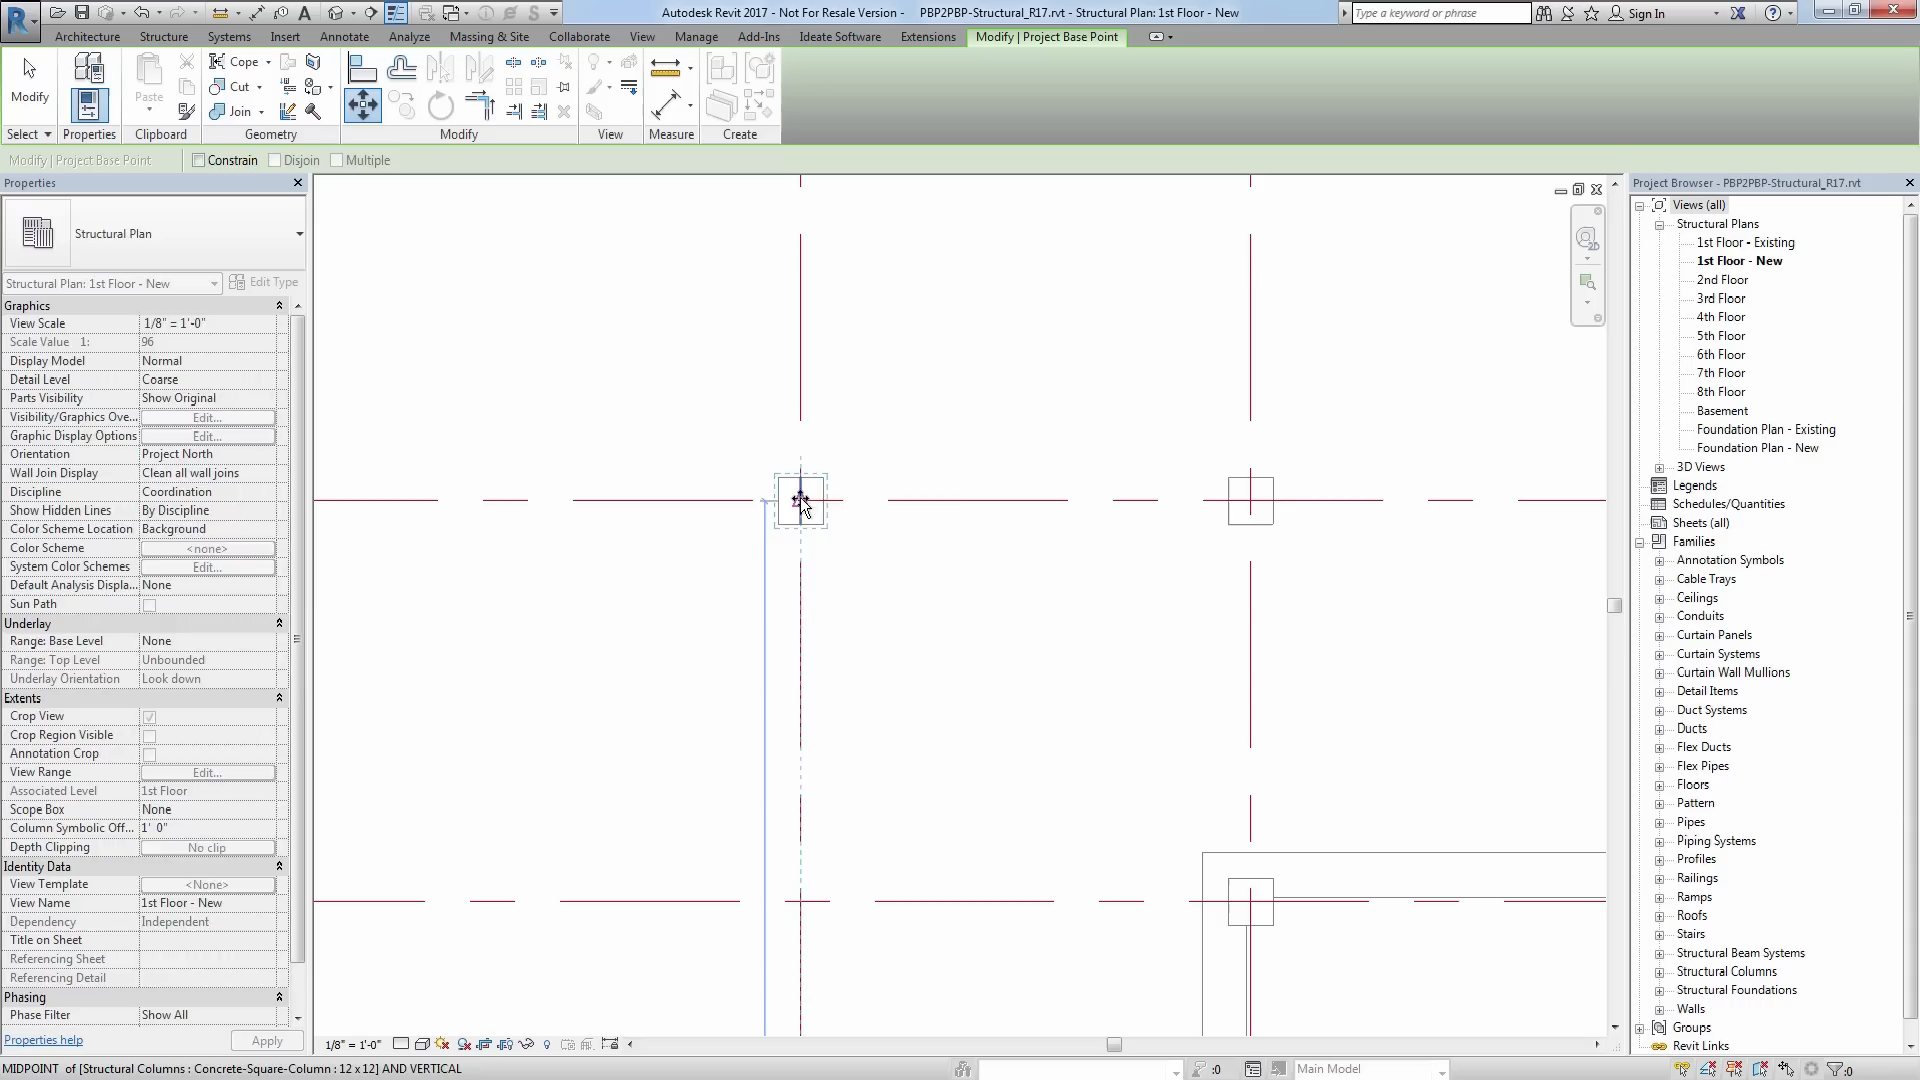 Autodesk Revit 2017 - Not For Resale Version - PBP2PBP-Structural_R17.rvt - Structural Plan: 1st Floor - New
Type a keyword or phrase
Sign In
Architecture Structure Systems Insert Annotate Analyze Massing & Site Collaborate View Manage Add-Ins Ideate Software Extensions Modify | Project Base Point
Modify
Paste
Cope
Cut
Join
Select Properties Clipboard Geometry Modify View Measure Create
Modify | Project Base Point Constrain Disjoin Multiple
Properties
Structural Plan
Structural Plan: 1st Floor - New Edit Type
Graphics
View Scale 1/8" = 1'-0"
Scale Value 1: 96
Display Model Normal
Detail Level Coarse
Parts Visibility Show Original
Visibility/Graphics Ove... Edit...
Graphic Display Options Edit...
Orientation Project North
Wall Join Display Clean all wall joins
Discipline Coordination
Show Hidden Lines By Discipline
Color Scheme Location Background
Color Scheme <none>
System Color Schemes Edit...
Default Analysis Displa... None
Sun Path
Underlay
Range: Base Level None
Range: Top Level Unbounded
Underlay Orientation Look down
Extents
Crop View
Crop Region Visible
Annotation Crop
View Range Edit...
Associated Level 1st Floor
Scope Box None
Column Symbolic Off... 1' 0"
Depth Clipping No clip
Identity Data
View Template <None>
View Name 1st Floor - New
Dependency Independent
Title on Sheet
Referencing Sheet
Referencing Detail
Phasing
Phase Filter Show All
Properties help Apply
1/8" = 1'-0"
Project Browser - PBP2PBP-Structural_R17.rvt
Views (all)
Structural Plans
1st Floor - Existing
1st Floor - New
2nd Floor
3rd Floor
4th Floor
5th Floor
6th Floor
7th Floor
8th Floor
Basement
Foundation Plan - Existing
Foundation Plan - New
3D Views
Legends
Schedules/Quantities
Sheets (all)
Families
Annotation Symbols
Cable Trays
Ceilings
Conduits
Curtain Panels
Curtain Systems
Curtain Wall Mullions
Detail Items
Duct Systems
Ducts
Flex Ducts
Flex Pipes
Floors
Pattern
Pipes
Piping Systems
Profiles
Railings
Ramps
Roofs
Stairs
Structural Beam Systems
Structural Columns
Structural Foundations
Walls
Groups
Revit Links
MIDPOINT of [Structural Columns : Concrete-Square-Column : 12 x 12] AND VERTICAL
:0
Main Model
:0